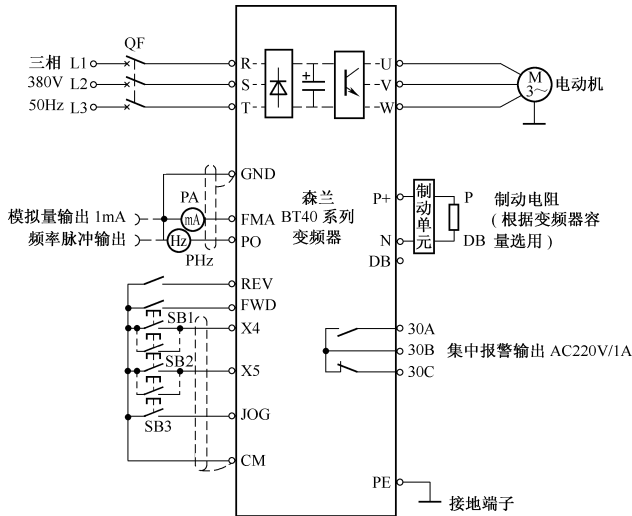 QF
三相 L1
380V L2
50Hz L3
R
S
T
U
V
W
M
3~
电动机
GND
PA
模拟量输出 1mA
mA
FMA
频率脉冲输出
Hz
PO
PHz
森兰
BT40 系列
变频器
P+
N
DB
制动单元
P
DB
制动电阻
( 根据变频器容
量选用 )
REV
FWD
SB1
X4
SB2
X5
JOG
SB3
CM
30A
30B
30C
集中报警输出 AC220V/1A
PE
接地端子
+